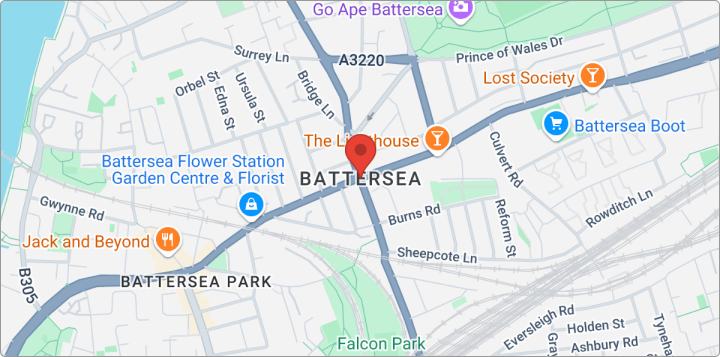 Go Ape Battersea
Prince of Wales Dr
Surrey Ln
A3220
Orbel St
Edna St
Ursula St
Bridge Ln
Lost Society
The Li
house
Battersea Boot
Culvert Rd
Battersea Flower Station
Garden Centre & Florist
BATTERSEA
Gwynne Rd
Burns Rd
Reform St
Rowditch Ln
Jack and Beyond
Sheepcote Ln
B305
BATTERSEA PARK
Falcon Park
Eversleigh Rd
Holden St
Ashbury Rd
Gray
Tyneha